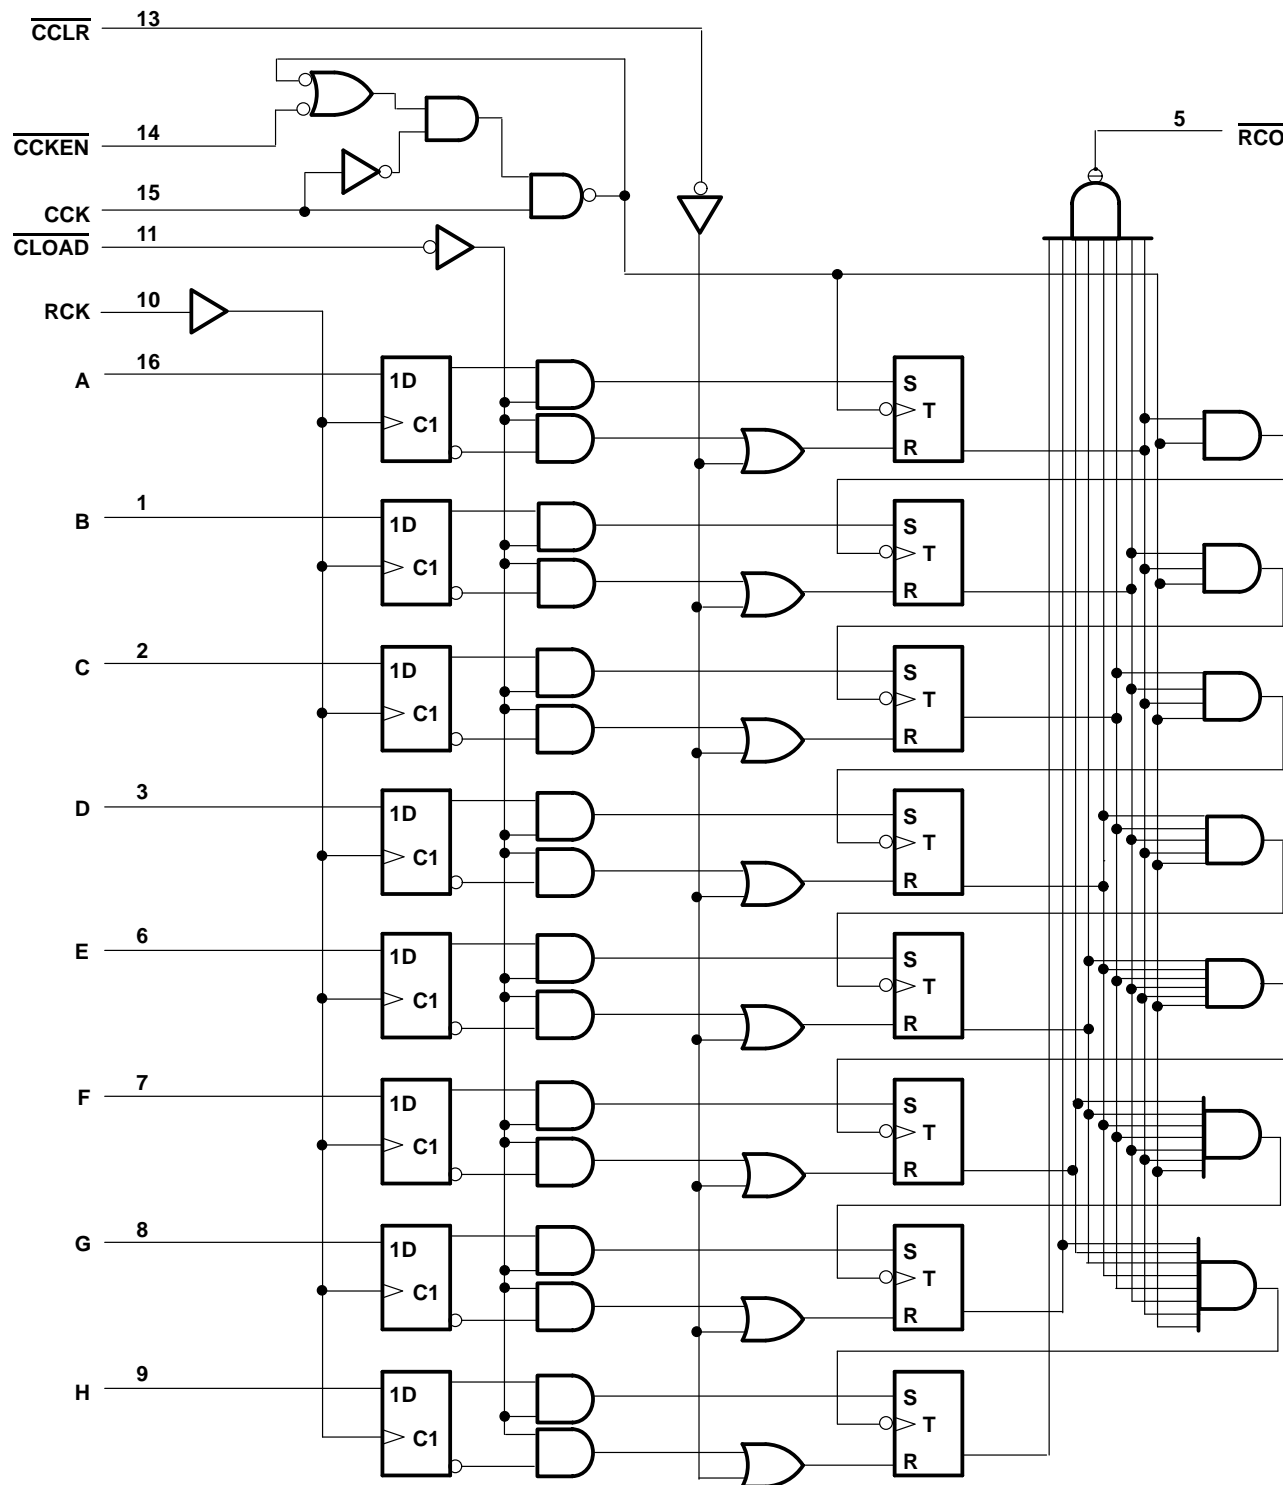 CCLR 13
CCKEN 14
5 RCO
CCK 15
CLOAD 11
RCK 10
A 16 1D C1 S T R
B 1 1D C1 S T R
C 2 1D C1 S T R
D 3 1D C1 S T R
E 6 1D C1 S T R
F 7 1D C1 S T R
G 8 1D C1 S T R
H 9 1D C1 S T R